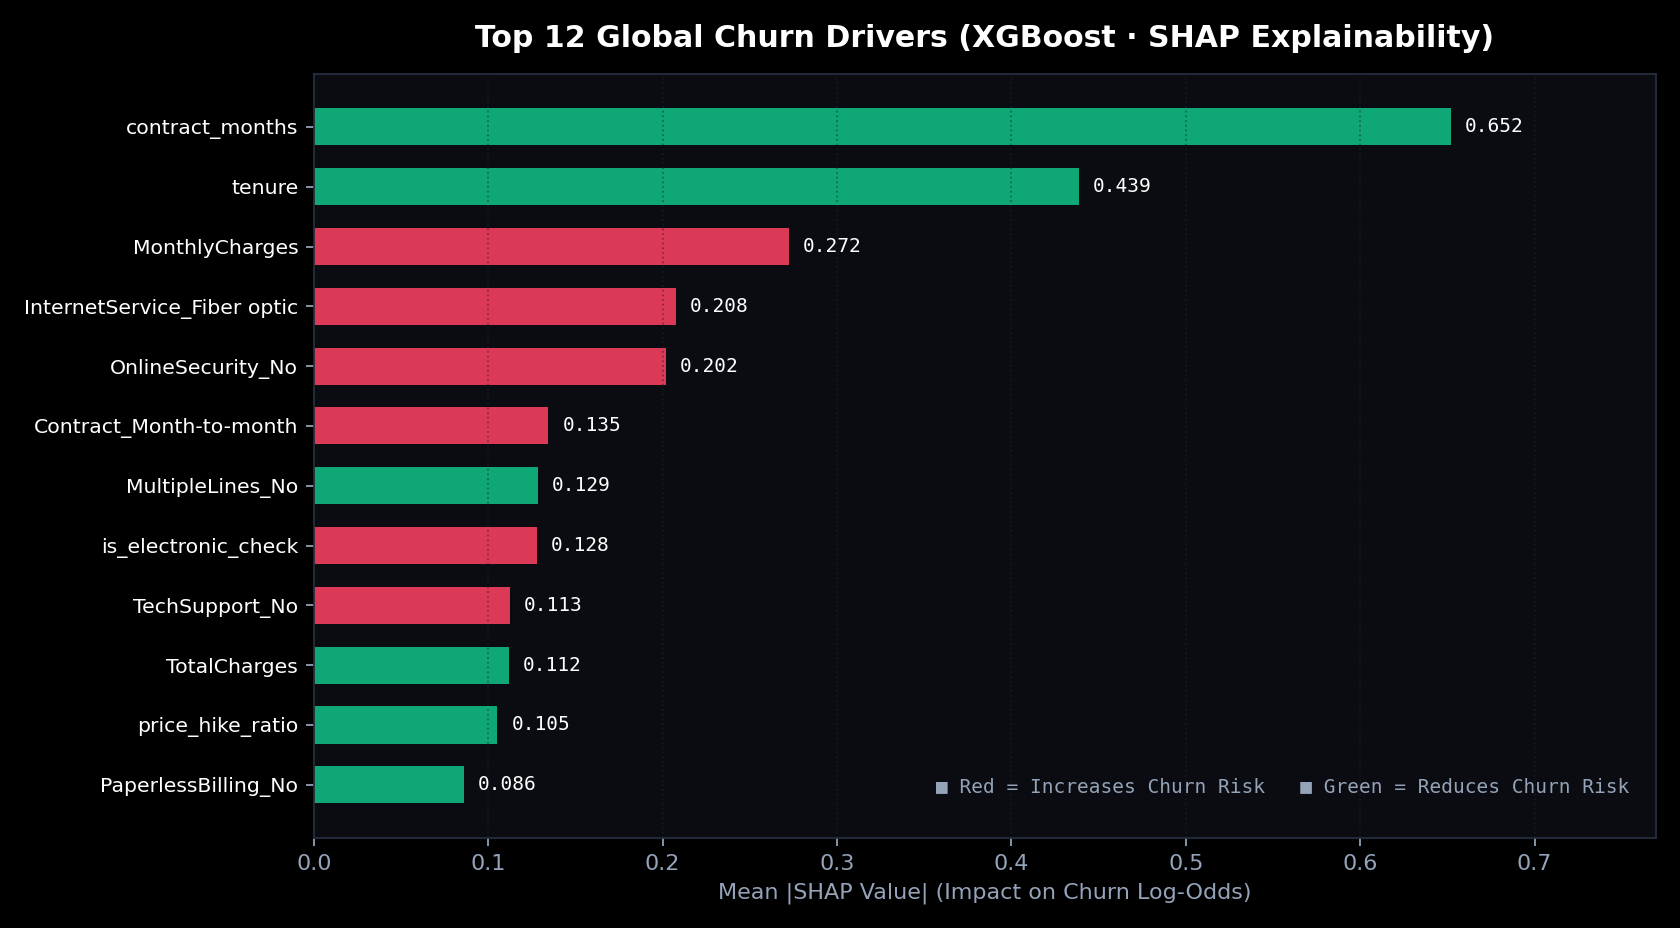 Top 12 Global Churn Drivers (XGBoost · SHAP Explainability)
contract_months 0.652
tenure 0.439
MonthlyCharges 0.272
InternetService_Fiber optic 0.208
OnlineSecurity_No 0.202
Contract_Month-to-month 0.135
MultipleLines_No 0.129
is_electronic_check 0.128
TechSupport_No 0.113
TotalCharges 0.112
price_hike_ratio 0.105
PaperlessBilling_No 0.086
■ Red = Increases Churn Risk ■ Green = Reduces Churn Risk
0.0 0.1 0.2 0.3 0.4 0.5 0.6 0.7
Mean |SHAP Value| (Impact on Churn Log-Odds)